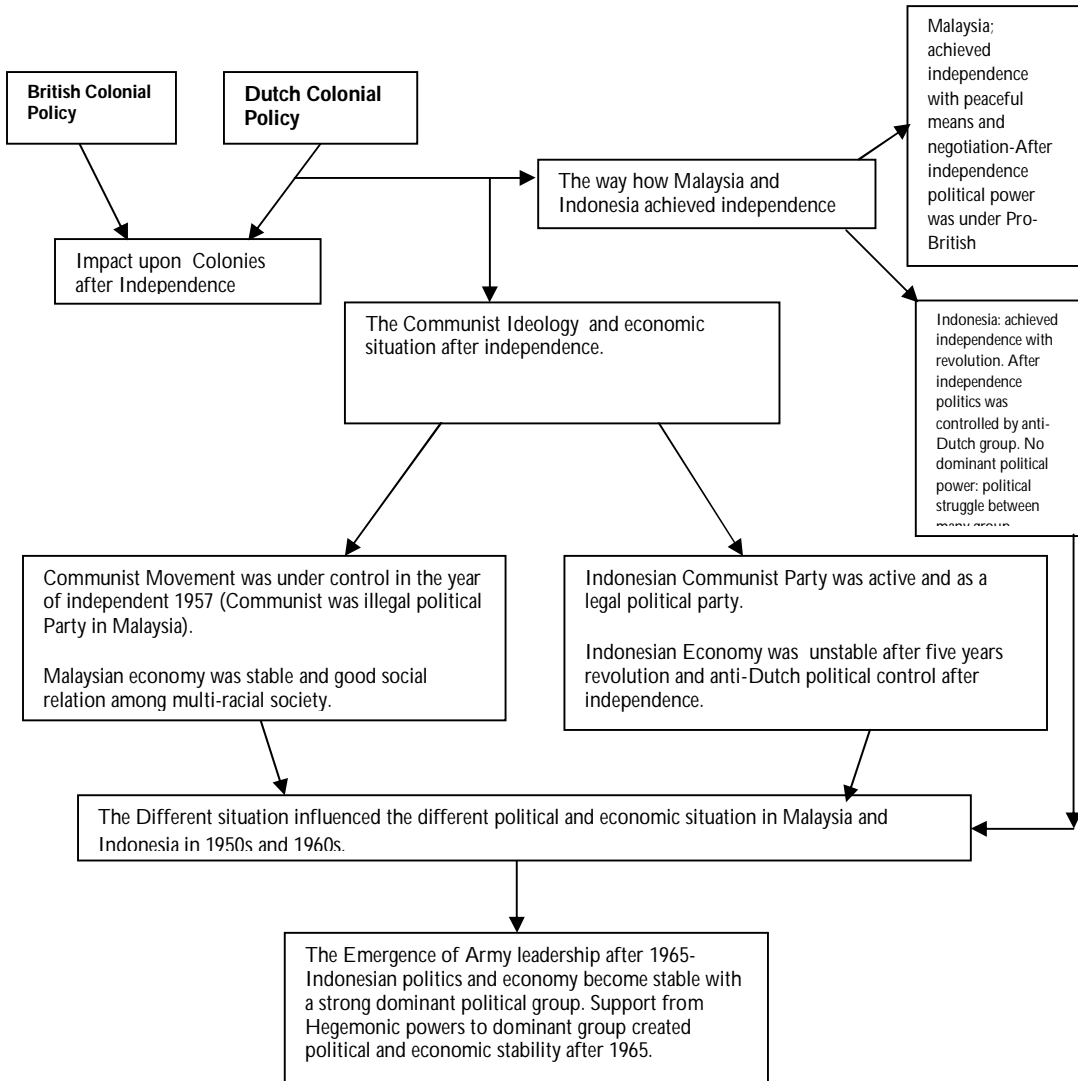 British Colonial
Policy
Dutch Colonial
Policy
Malaysia;
achieved
independence
with peaceful
means and
negotiation-After
independence
political power
was under Pro-
British
The way how Malaysia and
Indonesia achieved independence
Impact upon Colonies
after Independence
The Communist Ideology and economic
situation after independence.
Indonesia: achieved
independence with
revolution. After
independence
politics was
controlled by anti-
Dutch group. No
dominant political
power: political
struggle between
many group
Communist Movement was under control in the year
of independent 1957 (Communist was illegal political
Party in Malaysia).
Malaysian economy was stable and good social
relation among multi-racial society.
Indonesian Communist Party was active and as a
legal political party.
Indonesian Economy was unstable after five years
revolution and anti-Dutch political control after
independence.
The Different situation influenced the different political and economic situation in Malaysia and
Indonesia in 1950s and 1960s.
The Emergence of Army leadership after 1965-
Indonesian politics and economy become stable with
a strong dominant political group. Support from
Hegemonic powers to dominant group created
political and economic stability after 1965.